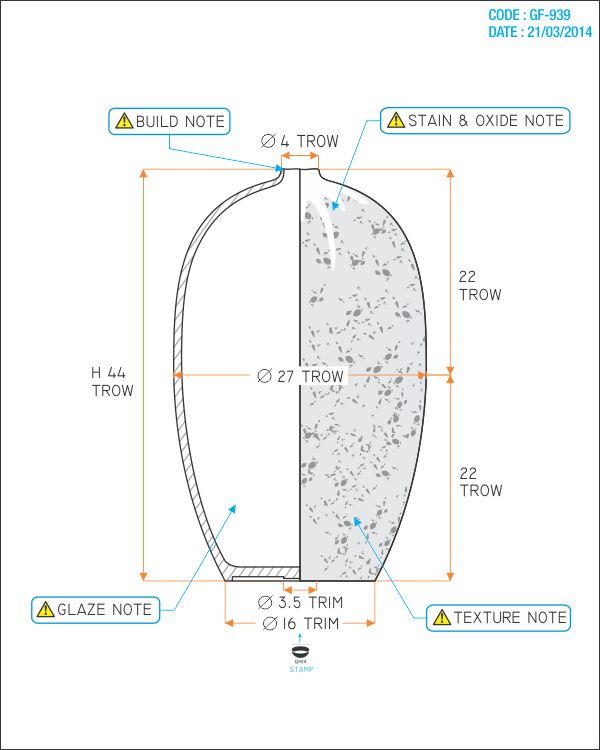 CODE : GF-939
DATE : 21/03/2014
BUILD NOTE
STAIN & OXIDE NOTE
Ø 4 TROW
22
TROW
H 44
TROW
Ø 27 TROW
22
TROW
GLAZE NOTE
Ø 3.5 TRIM
TEXTURE NOTE
Ø 16 TRIM
gaya
STAMP